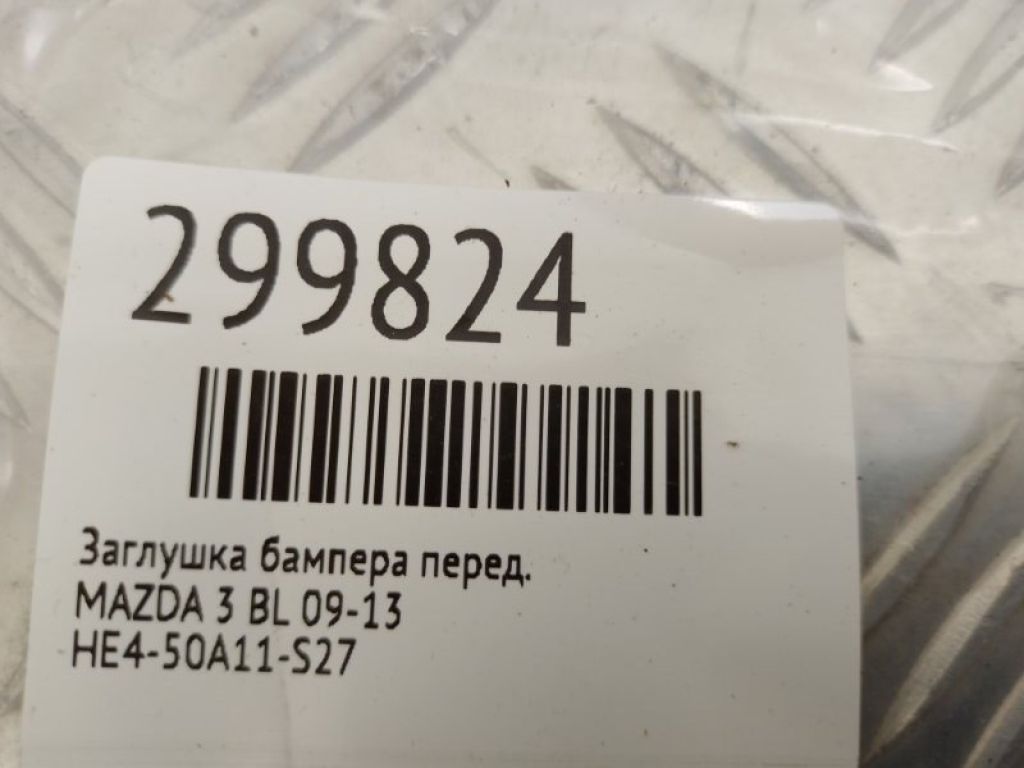 299824
Заглушка бампера перед.
MAZDA 3 BL 09-13
HE4-50A11-S27